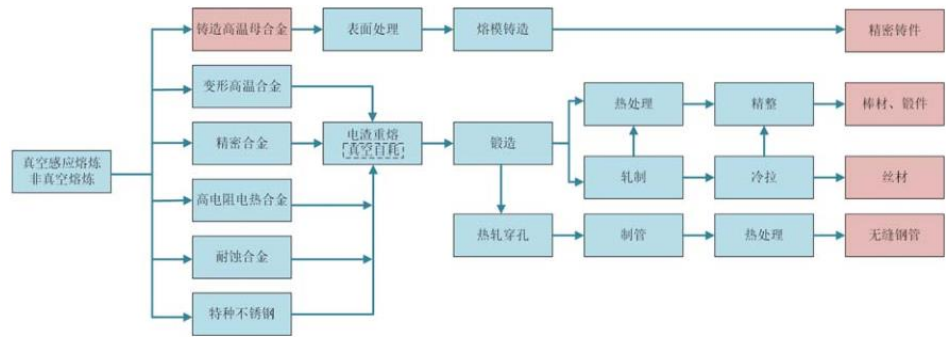 铸造高温母合金
表面处理
熔模铸造
精密铸件
变形高温合金
热处理
精整
棒材、锻件
精密合金
电渣重熔
真空自耗
锻造
真空感应熔炼
非真空熔炼
轧制
冷拉
丝材
高电阻电热合金
热轧穿孔
制管
热处理
无缝钢管
耐蚀合金
特种不锈钢